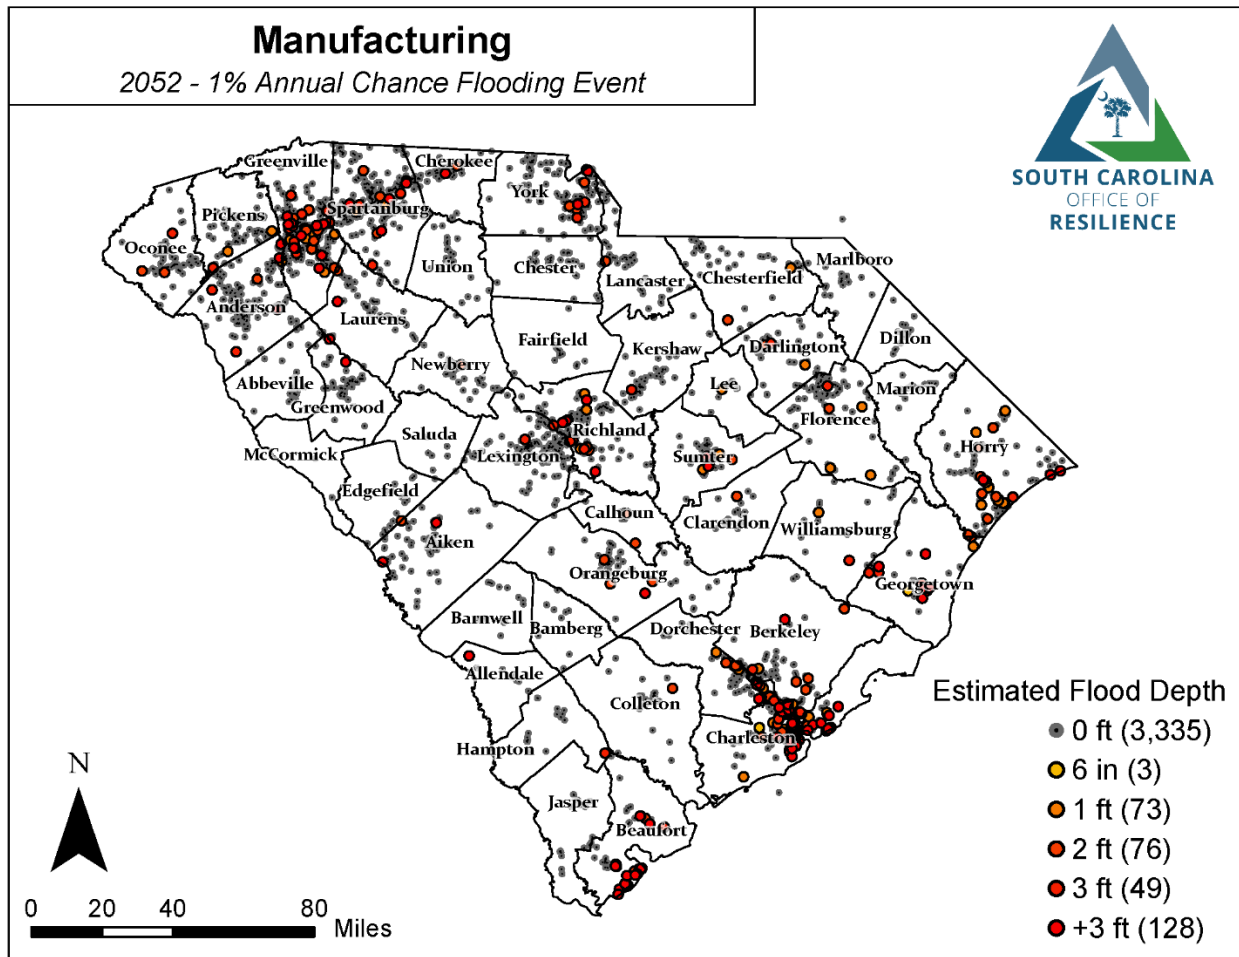 Manufacturing
2052 - 1% Annual Chance Flooding Event
SOUTH CAROLINA
OFFICE OF
RESILIENCE
Greenville
Cherokee
York
Pickens
Spartanburg
Oconee
Union
Chester
Lancaster
Chesterfield
Marlboro
Anderson
Laurens
Fairfield
Kershaw
Darlington
Dillon
Newberry
Abbeville
Greenwood
Lee
Marion
Saluda
Richland
Florence
Horry
McCormick
Lexington
Sumter
Edgefield
Calhoun
Clarendon
Williamsburg
Aiken
Orangeburg
Georgetown
Barnwell
Bamberg
Dorchester
Berkeley
Allendale
Colleton
Charleston
Hampton
Jasper
Beaufort
Estimated Flood Depth
0 ft (3,335)
6 in (3)
1 ft (73)
2 ft (76)
3 ft (49)
+3 ft (128)
N
0 20 40 80
Miles